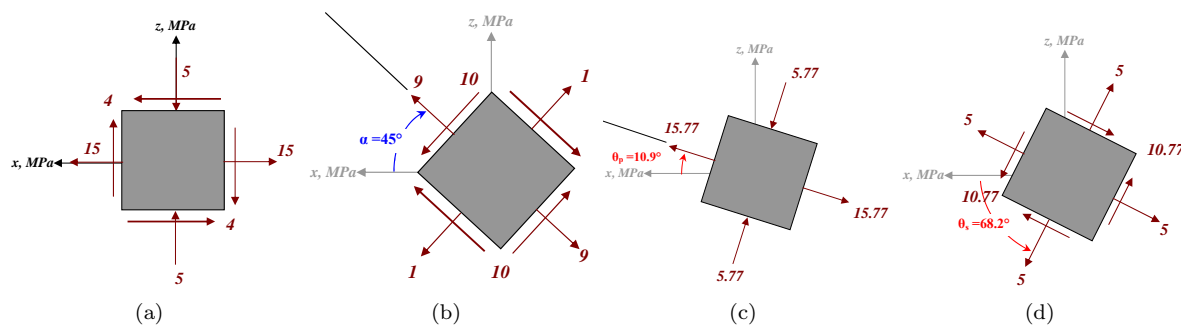 z, MPa
5
4
15
x, MPa
15
4
5
(a)
z, MPa
9
10
1
α =45°
x, MPa
1
10
9
(b)
z, MPa
5.77
15.77
θp=10.9°
x, MPa
15.77
5.77
(c)
z, MPa
5
5
10.77
x, MPa
10.77
θs=68.2°
5
5
(d)